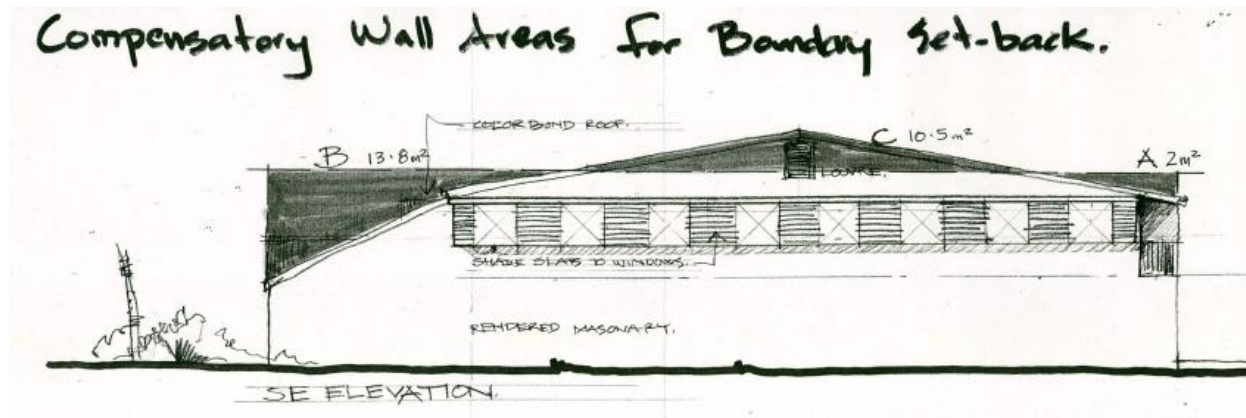 Compensatory Wall Areas for Boundry Set-back.
COLORBOND ROOF.
B 13.8m²
C 10.5m²
A 2m²
LOUVRE.
SHADE SLATS TO WINDOWS.
RENDERED MASONARY.
SE ELEVATION.